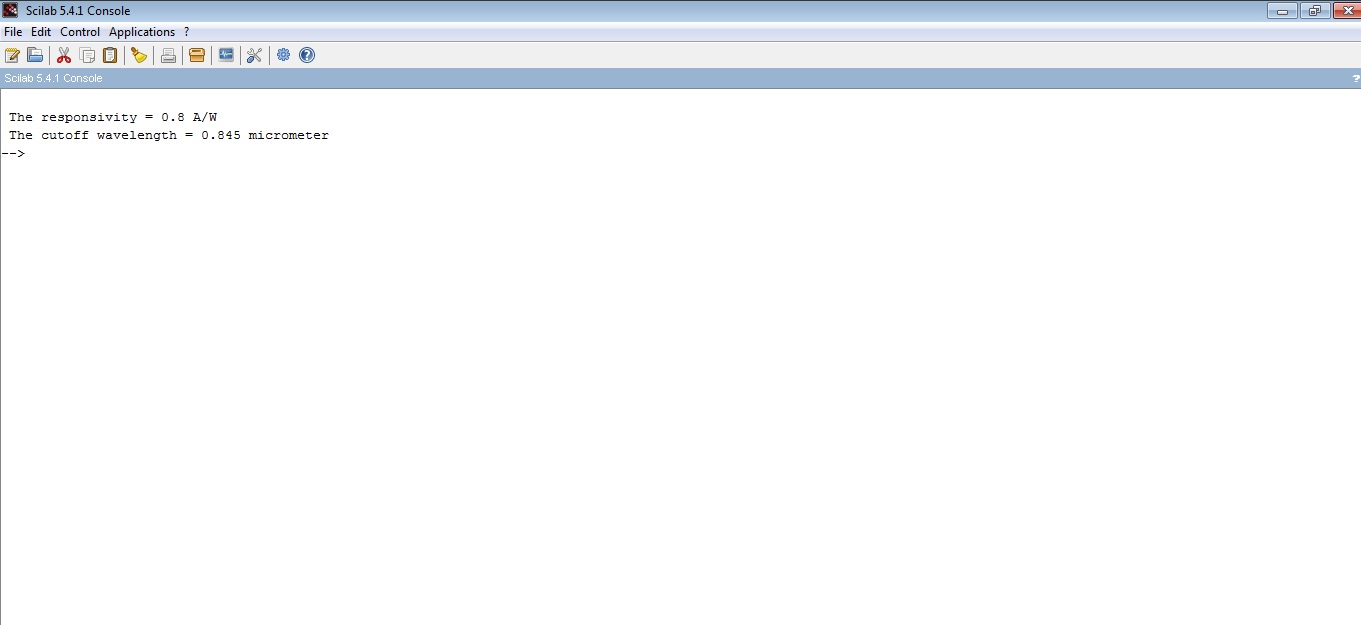 Scilab 5.4.1 Console
File Edit Control Applications ?
Scilab 5.4.1 Console ?
The responsivity = 0.8 A/W
The cutoff wavelength = 0.845 micrometer
-->